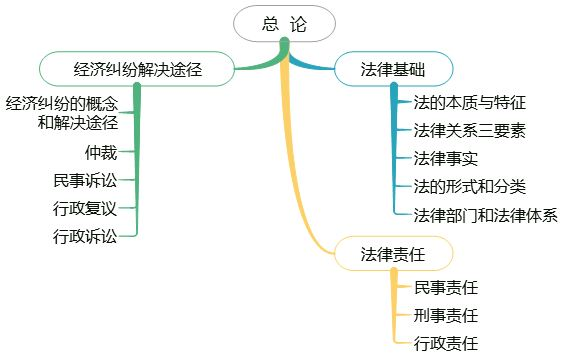 总 论
经济纠纷解决途径
经济纠纷的概念
和解决途径
仲裁
民事诉讼
行政复议
行政诉讼
法律基础
法的本质与特征
法律关系三要素
法律事实
法的形式和分类
法律部门和法律体系
法律责任
民事责任
刑事责任
行政责任